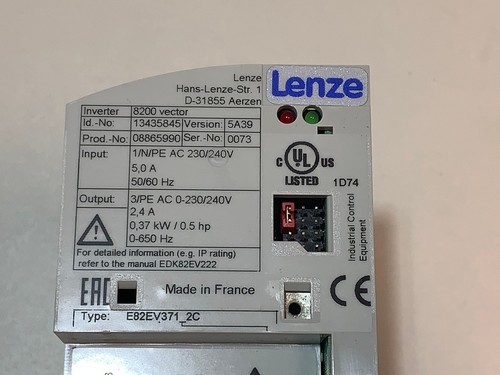 Lenze
Hans-Lenze-Str. 1
D-31855 Aerzen
Lenze
Inverter 8200 vector
Id.-No: 13435845 Version: 5A39
Prod.-No: 08865990 Ser.-No: 0073
Input: 1/N/PE AC 230/240V
5,0 A
50/60 Hz
Output: 3/PE AC 0-230/240V
2,4 A
0,37 kW / 0.5 hp
0-650 Hz
For detailed information (e.g. IP rating)
refer to the manual EDK82EV222
C UL US
LISTED 1D74
Industrial Control
Equipment
EAC Made in France CE
Type: E82EV371_2C